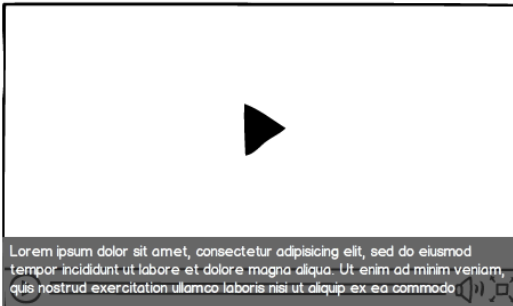 Lorem ipsum dolor sit amet, consectetur adipisicing elit, sed do eiusmod
tempor incididunt ut labore et dolore magna aliqua. Ut enim ad minim veniam,
quis nostrud exercitation ullamco laboris nisi ut aliquip ex ea commodo